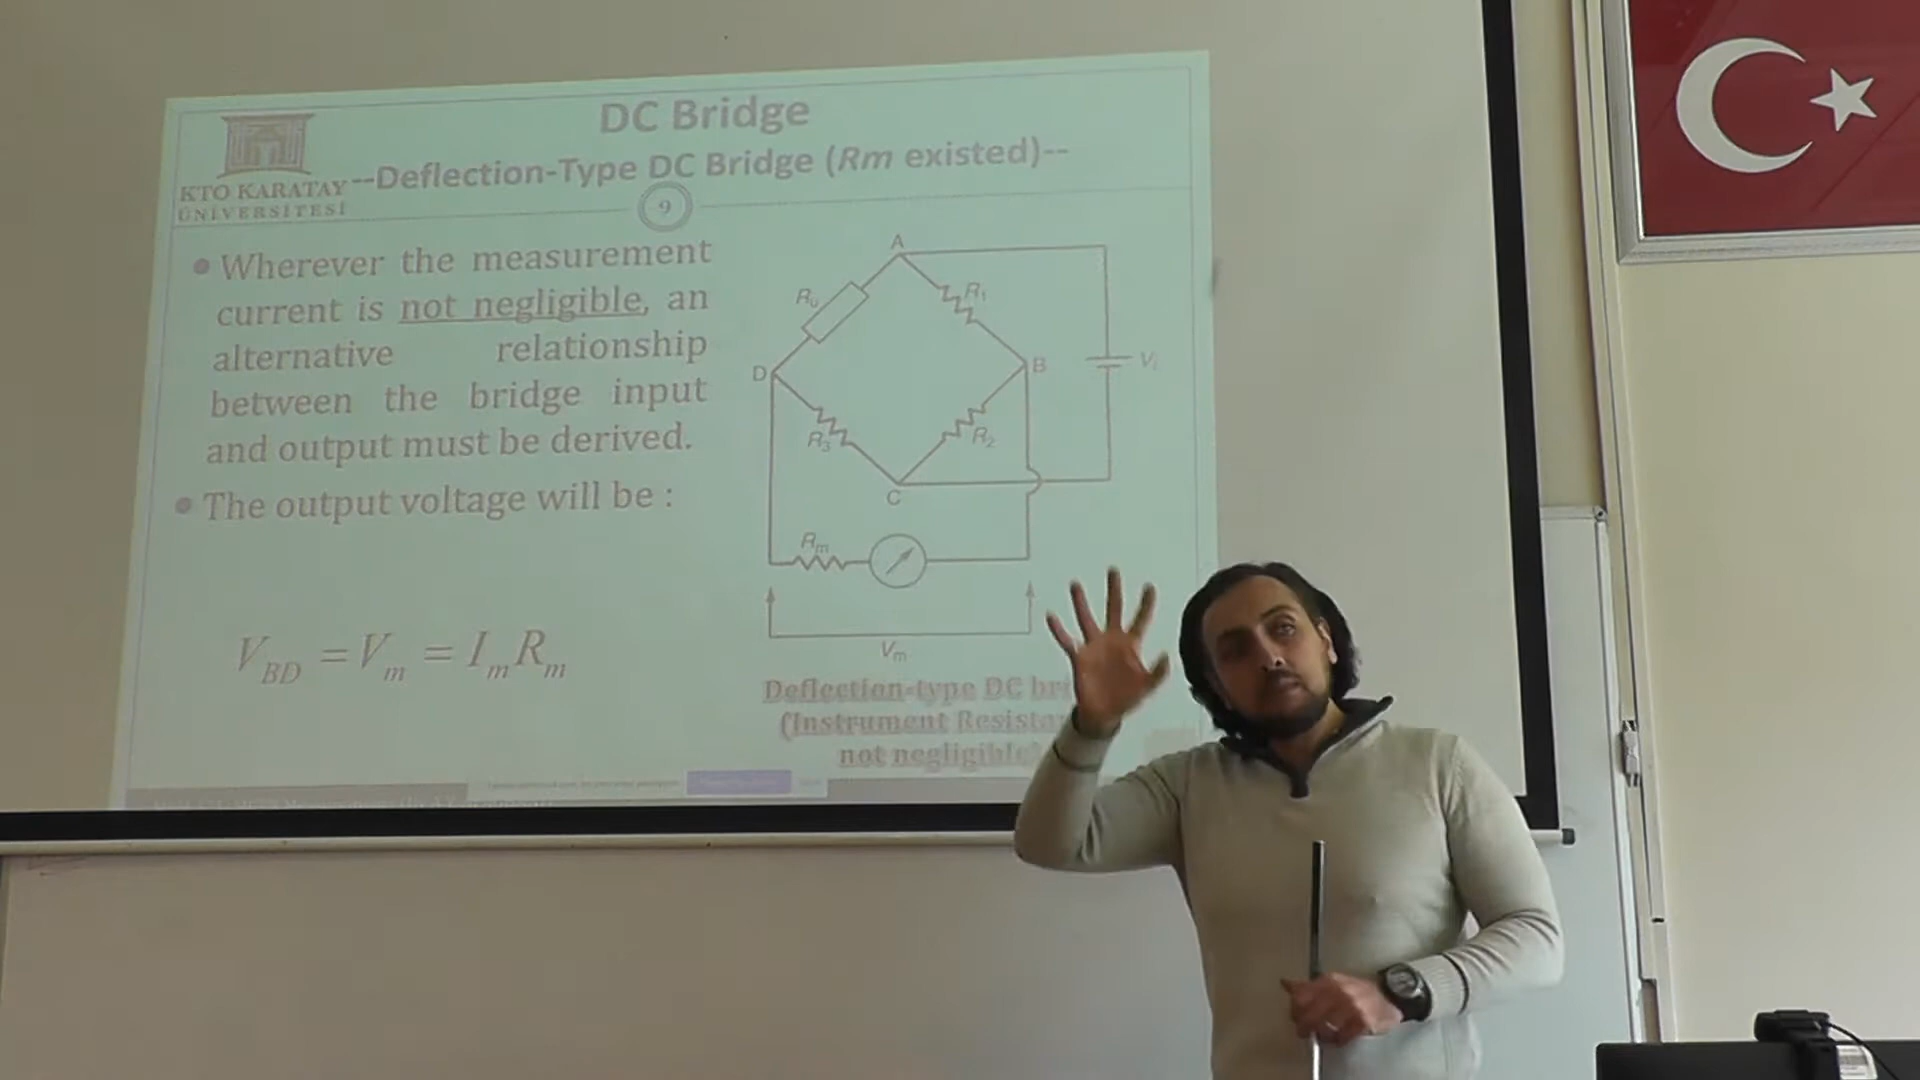 DC Bridge
--Deflection-Type DC Bridge (Rm existed)--
KTO KARATAY
ÜNİVERSİTESİ
9
• Wherever the measurement
current is not negligible, an
alternative relationship
between the bridge input
and output must be derived.
• The output voltage will be :
V_BD = V_m = I_m R_m
A
R_u
R_1
D
B
V_i
R_3
R_2
C
R_m
V_m
Deflection-type DC
(Instrument
not negligible